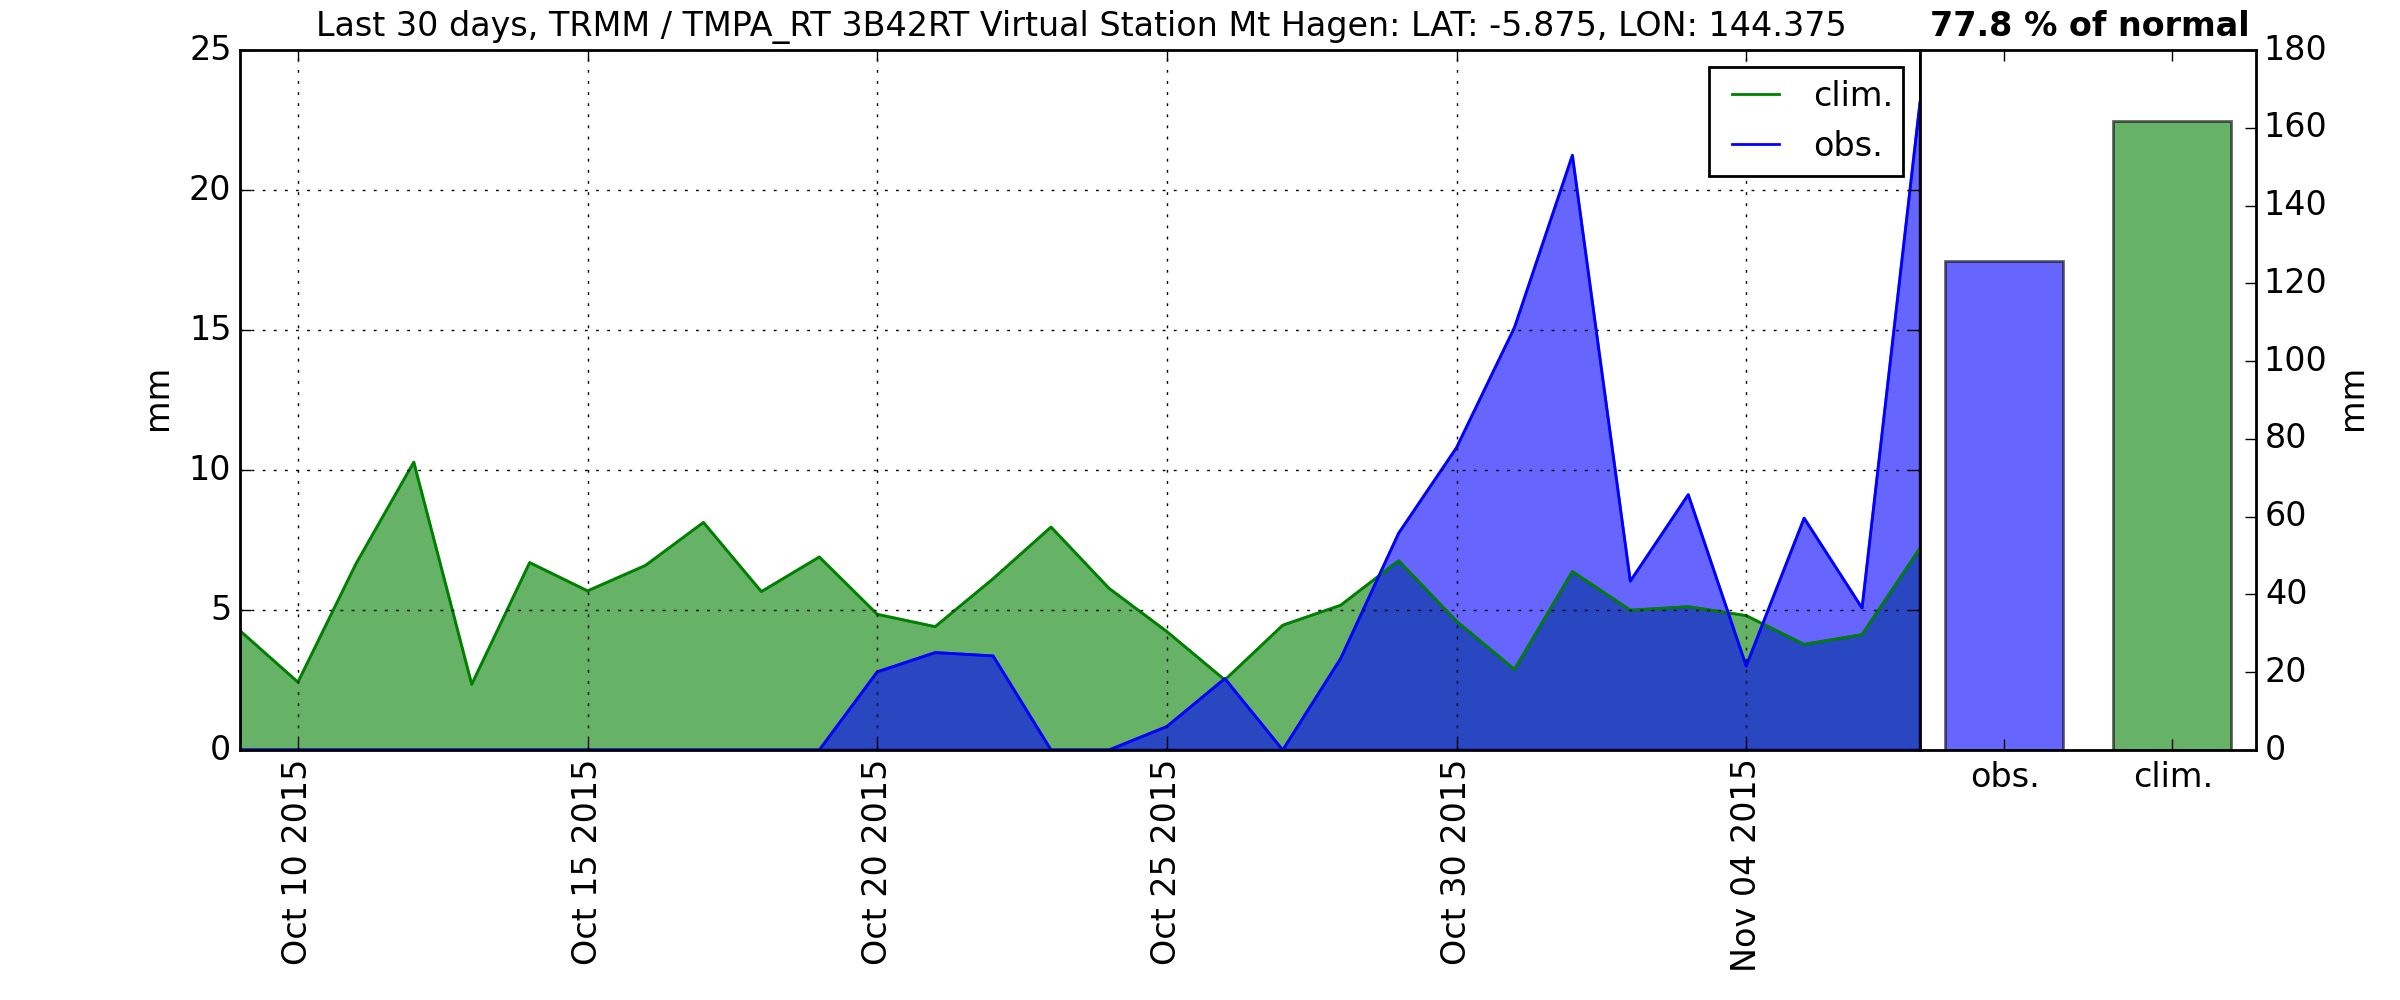 Last 30 days, TRMM / TMPA_RT 3B42RT Virtual Station Mt Hagen: LAT: -5.875, LON: 144.375
77.8 % of normal
25
20
15
10
5
0
mm
clim.
obs.
Oct 10 2015
Oct 15 2015
Oct 20 2015
Oct 25 2015
Oct 30 2015
Nov 04 2015
180
160
140
120
100
80
60
40
20
0
mm
obs.
clim.